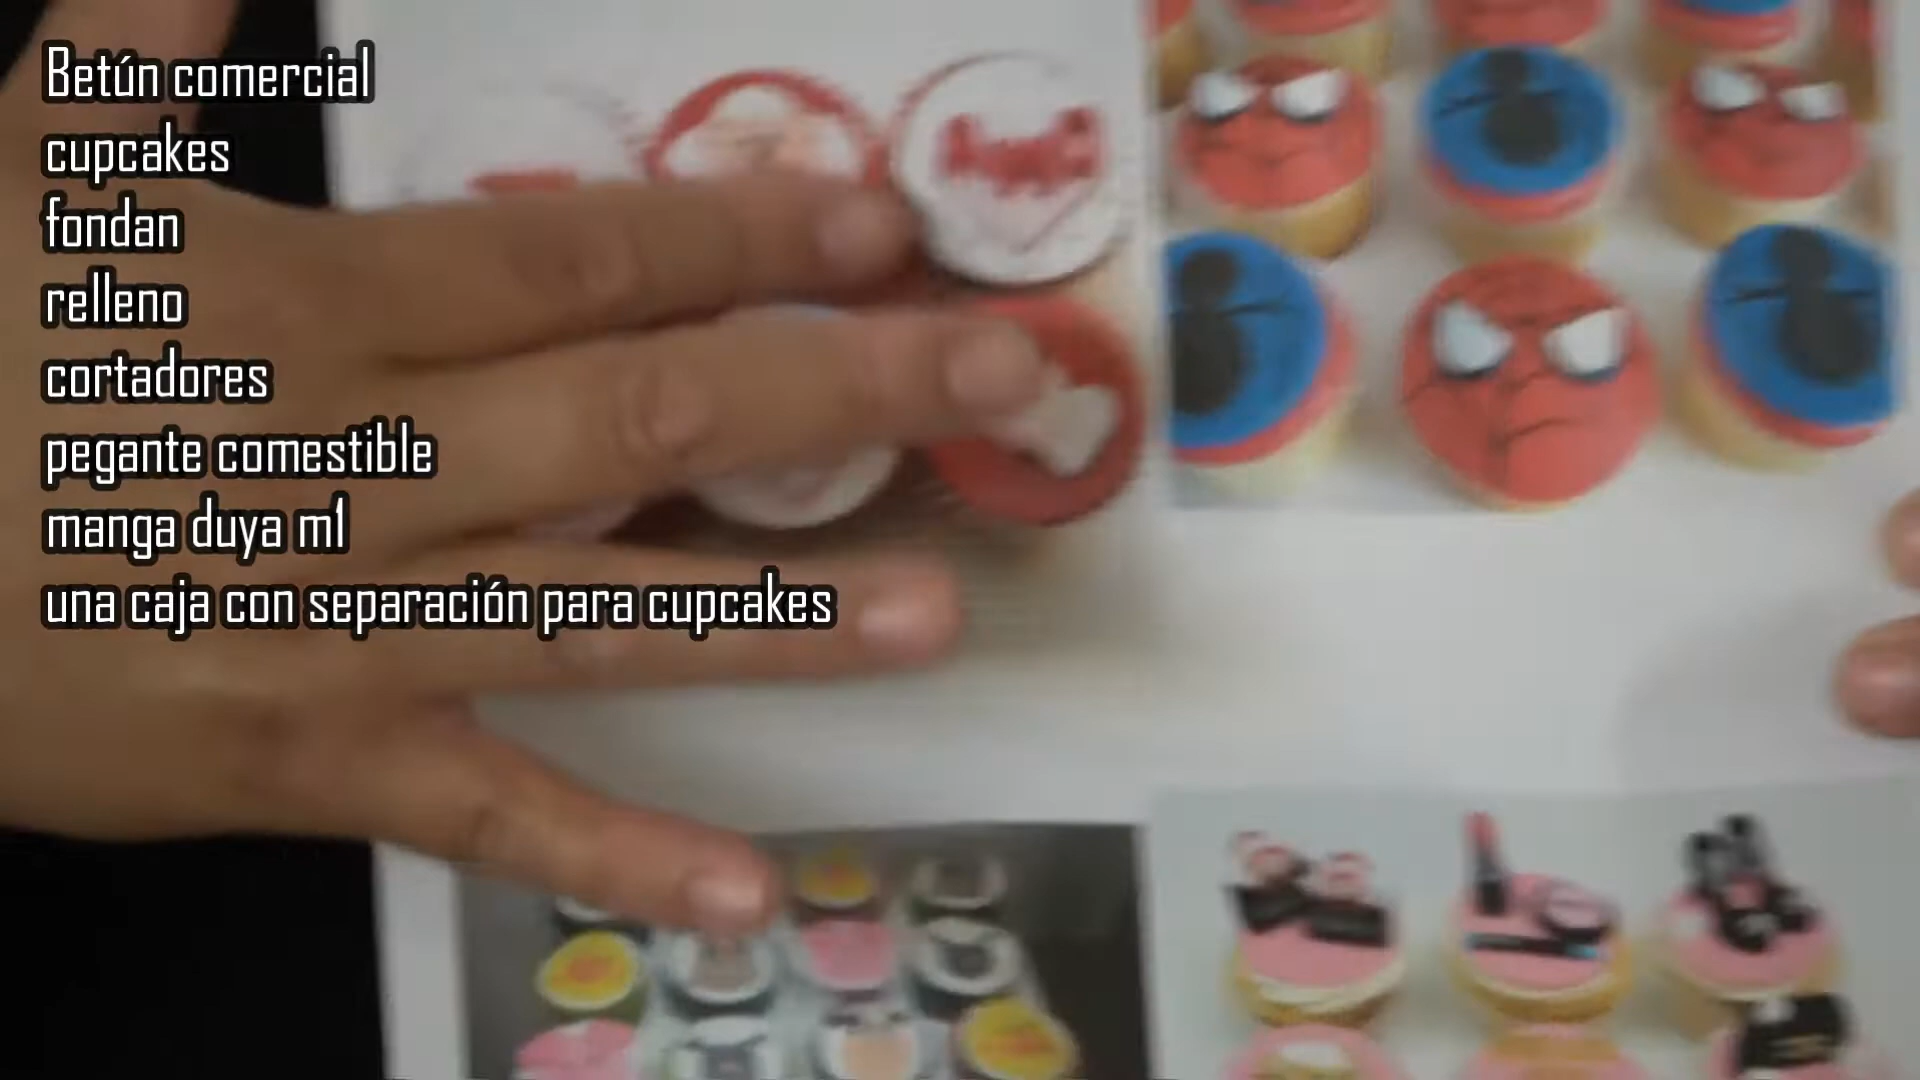 Betún comercial
cupcakes
fondan
relleno
cortadores
pegante comestible
manga duya m1
una caja con separación para cupcakes